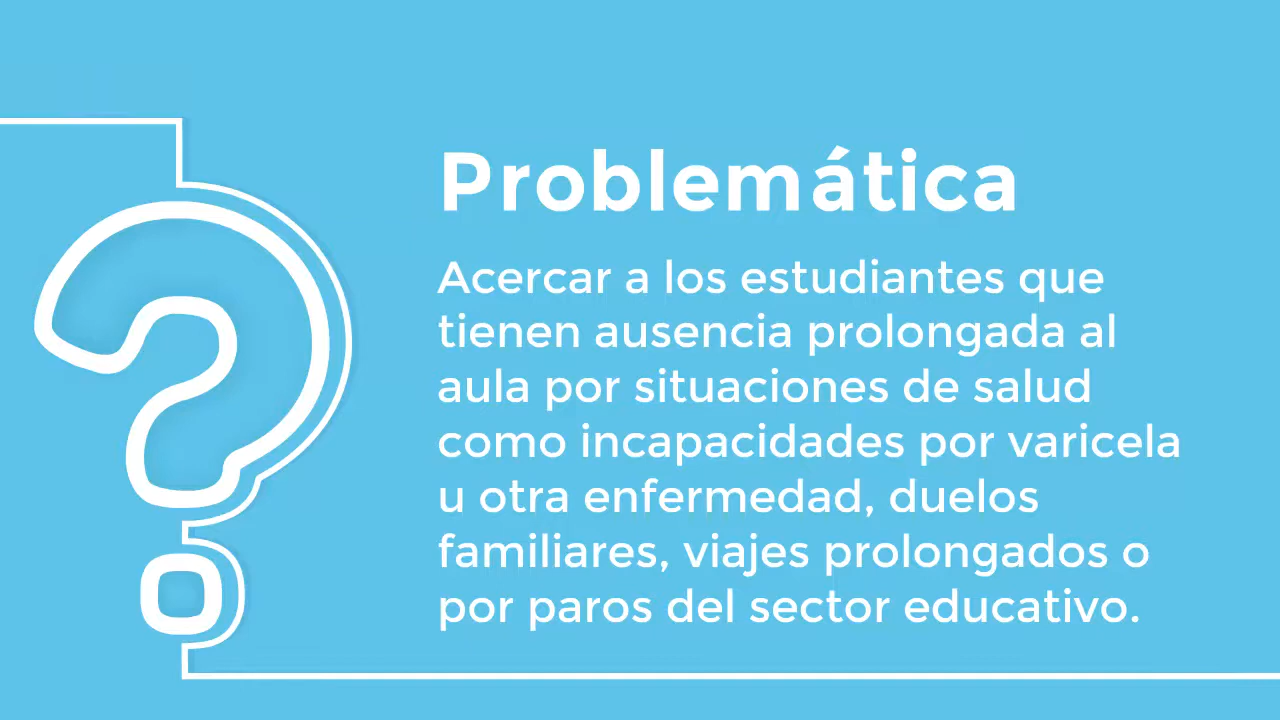 Problemática
Acercar a los estudiantes que
tienen ausencia prolongada al
aula por situaciones de salud
como incapacidades por varicela
u otra enfermedad, duelos
familiares, viajes prolongados o
por paros del sector educativo.